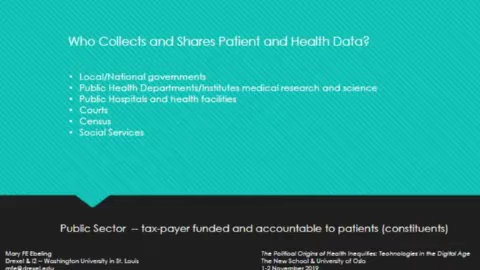 Who Collects and Shares Patient and Health Data?
• Local/National governments
• Public Health Departments/Institutes medical research and science
• Public Hospitals and health facilities
• Courts
• Census
• Social Services
Public Sector -- tax-payer funded and accountable to patients (constituents)
Mary FE Ebeling
Drexel & I2 – Washington University in St. Louis
mfe@drexel.edu
The Political Origins of Health Inequities: Technologies in the Digital Age
The New School & University of Oslo
1-2 November 2019